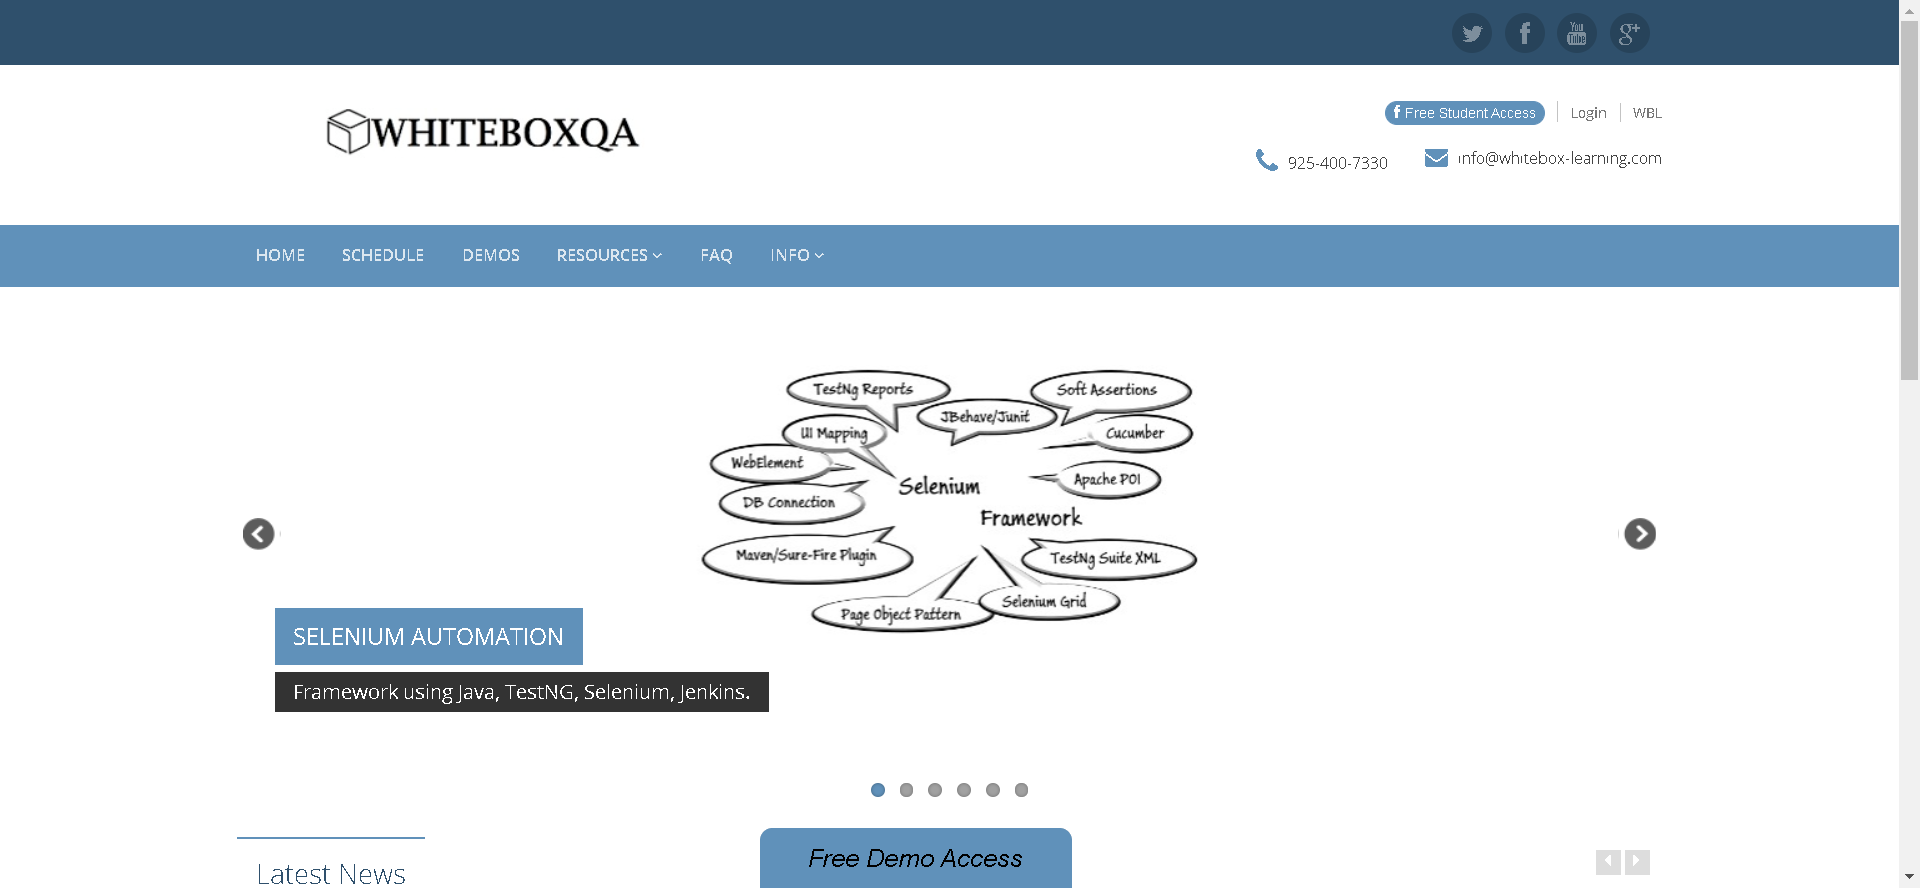 You
Tube
WHITEBOXQA
Free Student Access
Login
WBL
925-400-7330
info@whitebox-learning.com
HOME
SCHEDULE
DEMOS
RESOURCES
FAQ
INFO
TestNg Reports
Soft Assertions
JBehave/Junit
UI Mapping
Cucumber
WebElement
Apache POI
Selenium
DB Connection
Framework
Maven/Sure-Fire Plugin
TestNg Suite XML
Selenium Grid
Page Object Pattern
SELENIUM AUTOMATION
Framework using Java, TestNG, Selenium, Jenkins.
Free Demo Access
Latest News